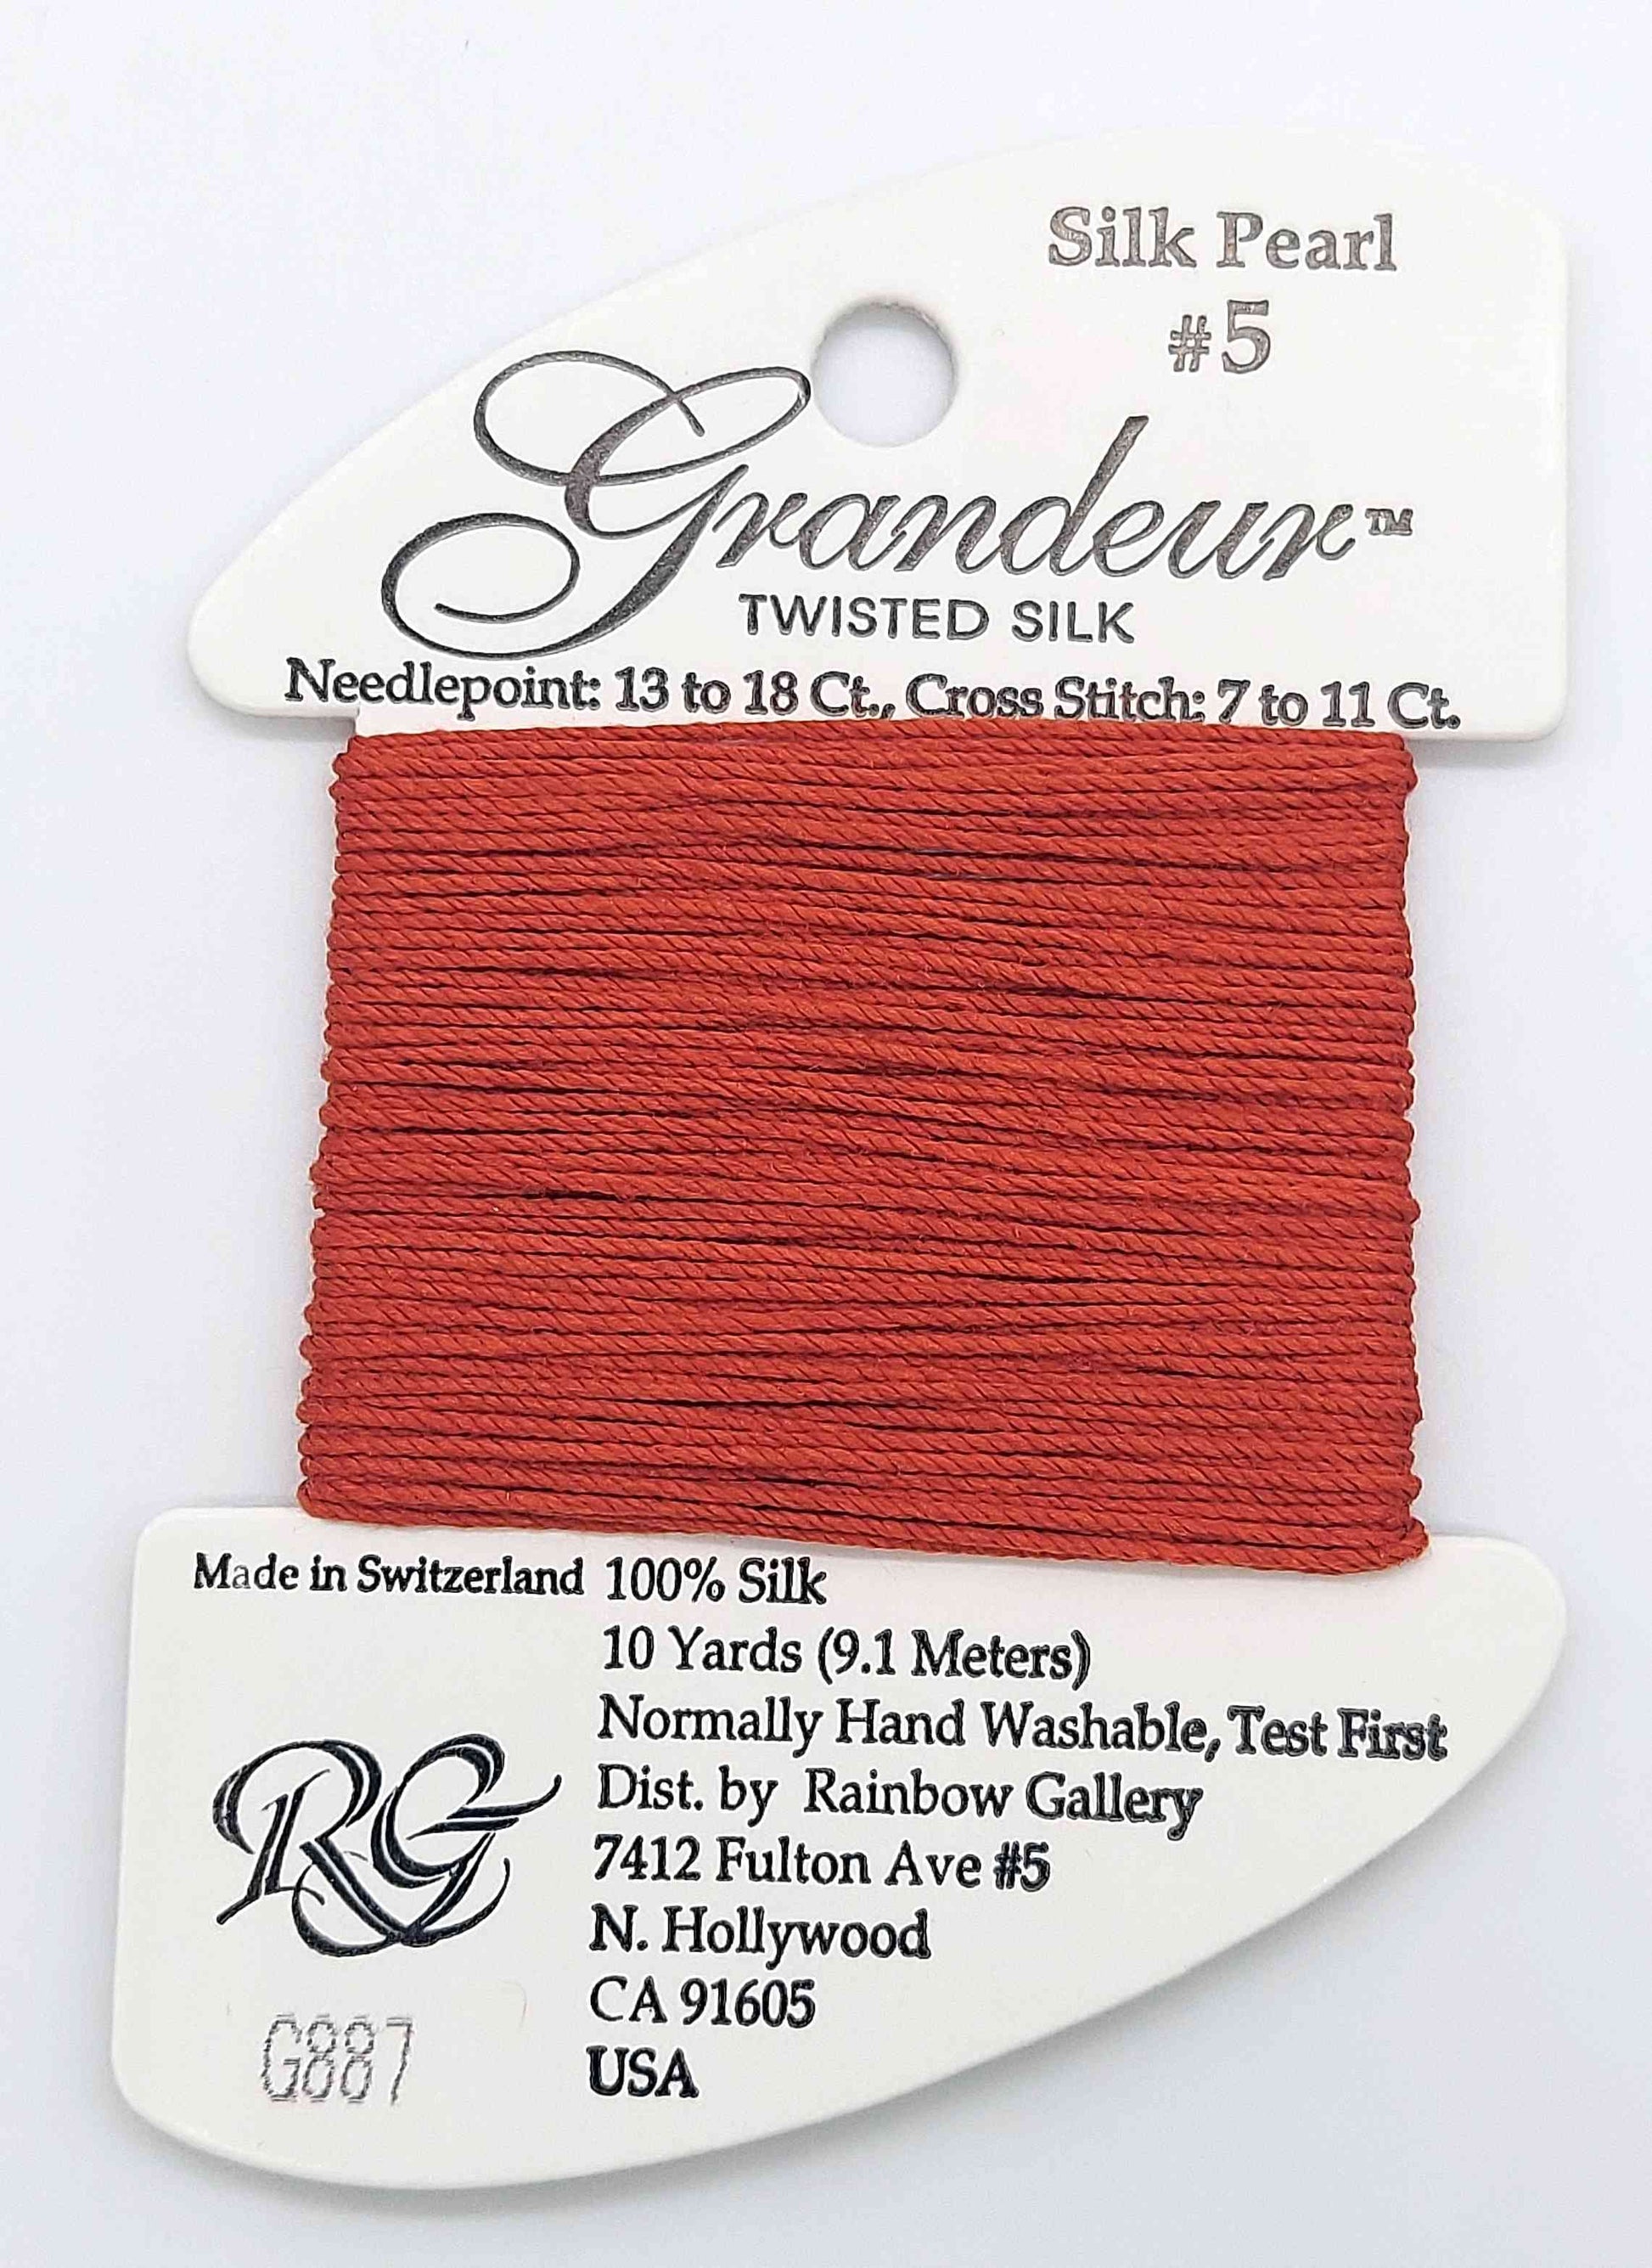 Silk Pearl
#5
Grandeur™
TWISTED SILK
Needlepoint: 13 to 18 Ct., Cross Stitch: 7 to 11 Ct.
Made in Switzerland 100% Silk
10 Yards (9.1 Meters)
Normally Hand Washable, Test First
Dist. by Rainbow Gallery
7412 Fulton Ave #5
N. Hollywood
CA 91605
USA
RG
G887